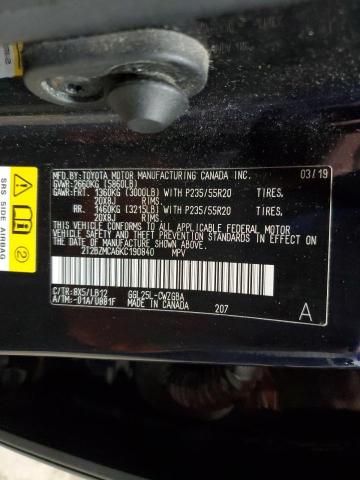 MFD.BY:TOYOTA MOTOR MANUFACTURING CANADA INC. 03/19
GVWR:2660KG (5860LB)
GAWR:FRT. 1360KG (3000LB) WITH P235/55R20 TIRES,
20X8J RIMS,
RR. 1460KG (3215LB) WITH P235/55R20 TIRES,
20X8J RIMS,
THIS VEHICLE CONFORMS TO ALL APPLICABLE FEDERAL MOTOR
VEHICLE SAFETY, BUMPER, AND THEFT PREVENTION STANDARDS
IN EFFECT ON THE DATE OF MANUFACTURE SHOWN ABOVE.
2T2BZMCA6KC190840 MPV
C/TR:8X5/LB12 GGL25L-CWZGBA
A/TM:-01A/U881F MADE IN CANADA 207 A
SRS SIDE AIRBAG